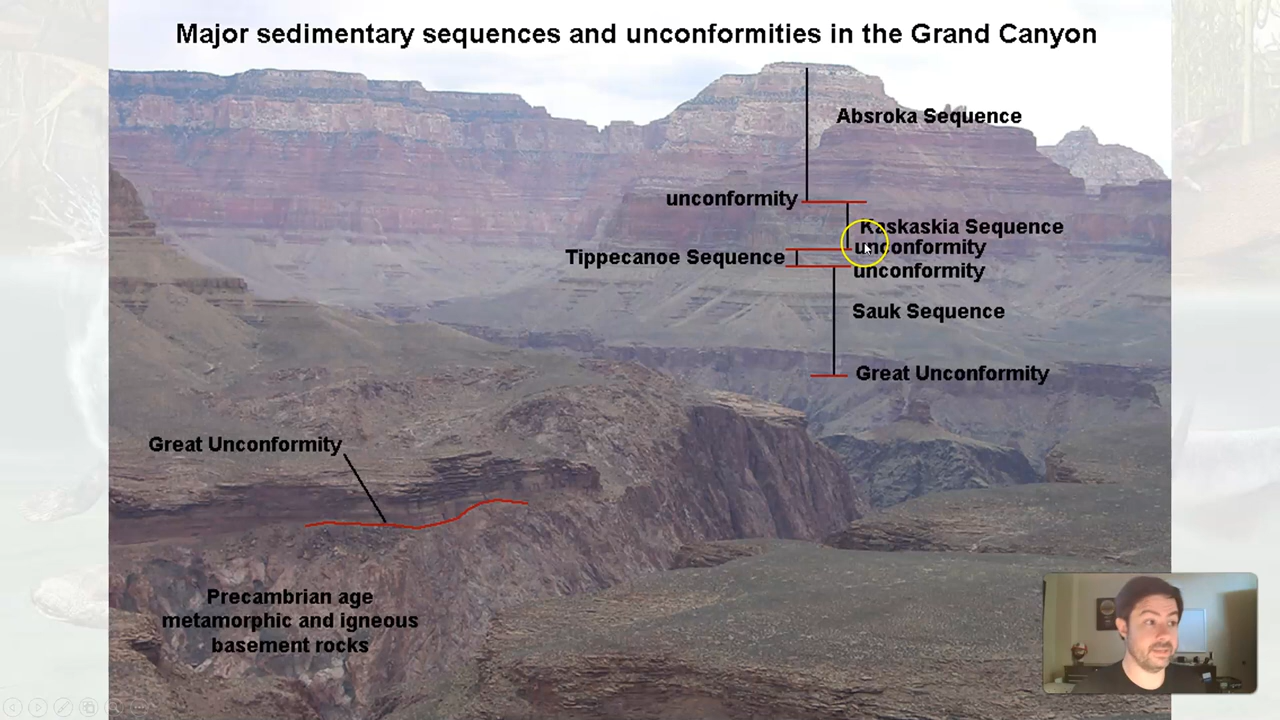 Major sedimentary sequences and unconformities in the Grand Canyon
Absroka Sequence
unconformity
Kaskaskia Sequence
unconformity
Tippecanoe Sequence
unconformity
Sauk Sequence
Great Unconformity
Great Unconformity
Precambrian age
metamorphic and igneous
basement rocks